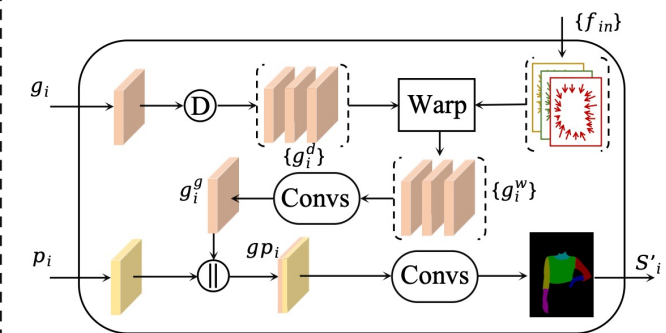 {f_in}
g_i
D
Warp
{g_i^d}
g_i^g
Convs
{g_i^w}
p_i
||
gp_i
Convs
S'_i